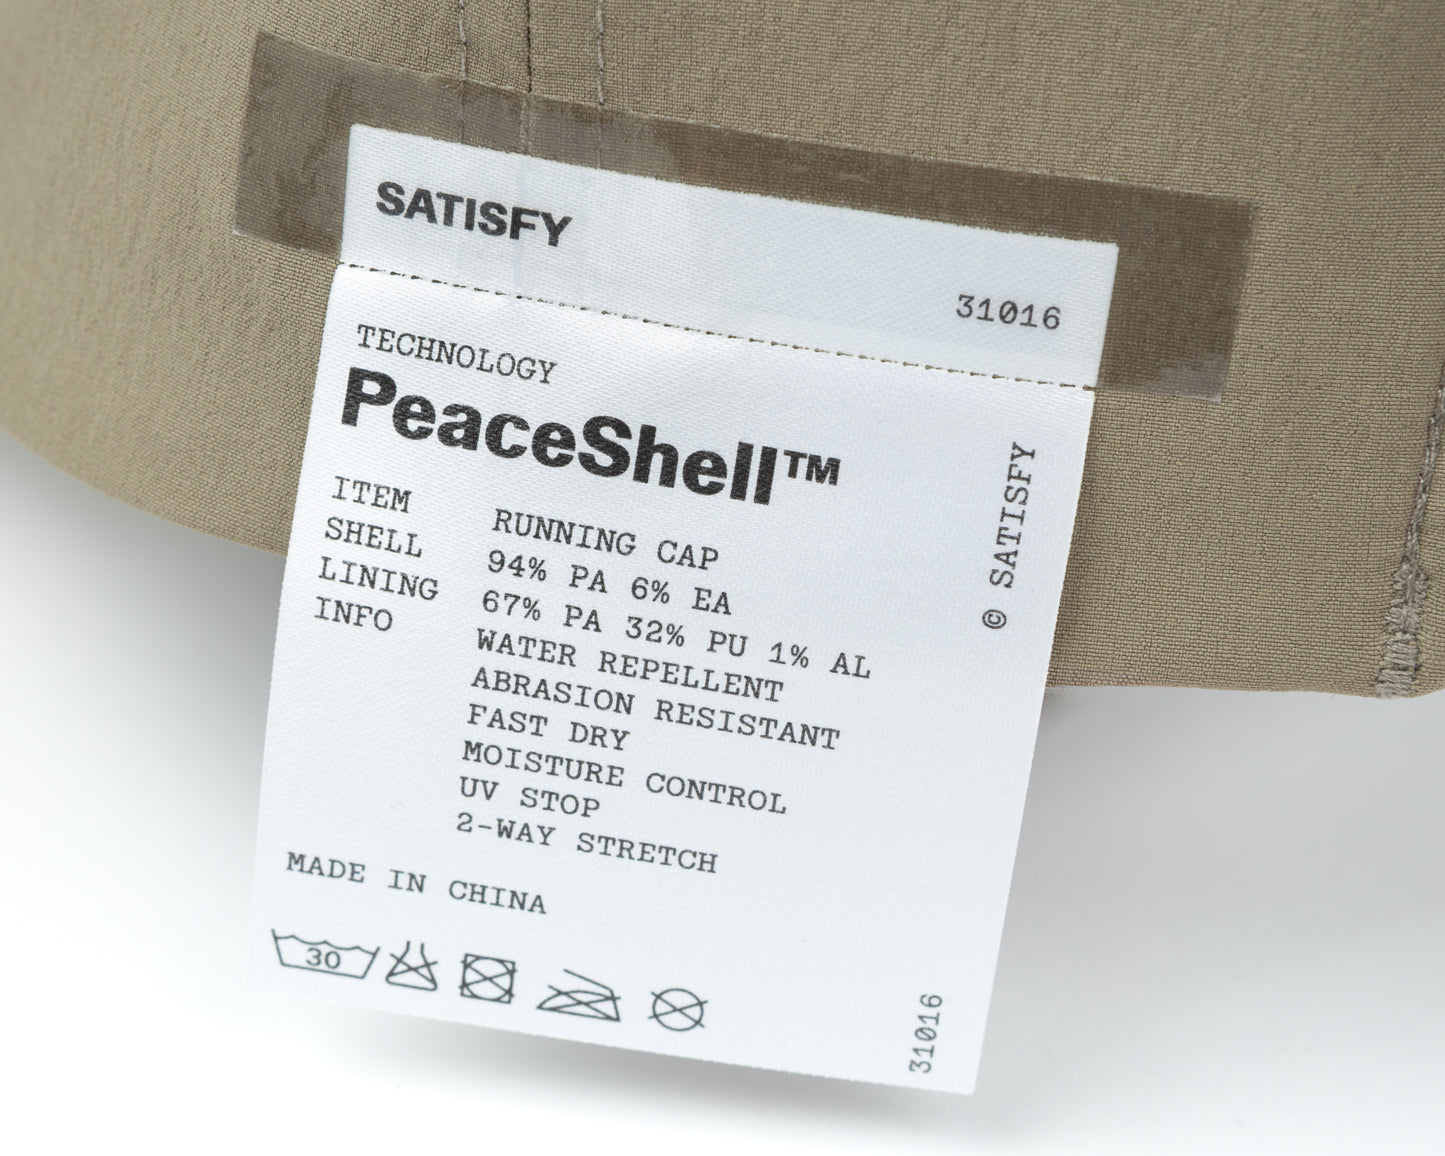 SATISFY
31016
TECHNOLOGY
PeaceShell™
ITEM RUNNING CAP
SHELL 94% PA 6% EA
LINING 67% PA 32% PU 1% AL
INFO WATER REPELLENT
ABRASION RESISTANT
FAST DRY
MOISTURE CONTROL
UV STOP
2-WAY STRETCH
MADE IN CHINA
30
© SATISFY
31016